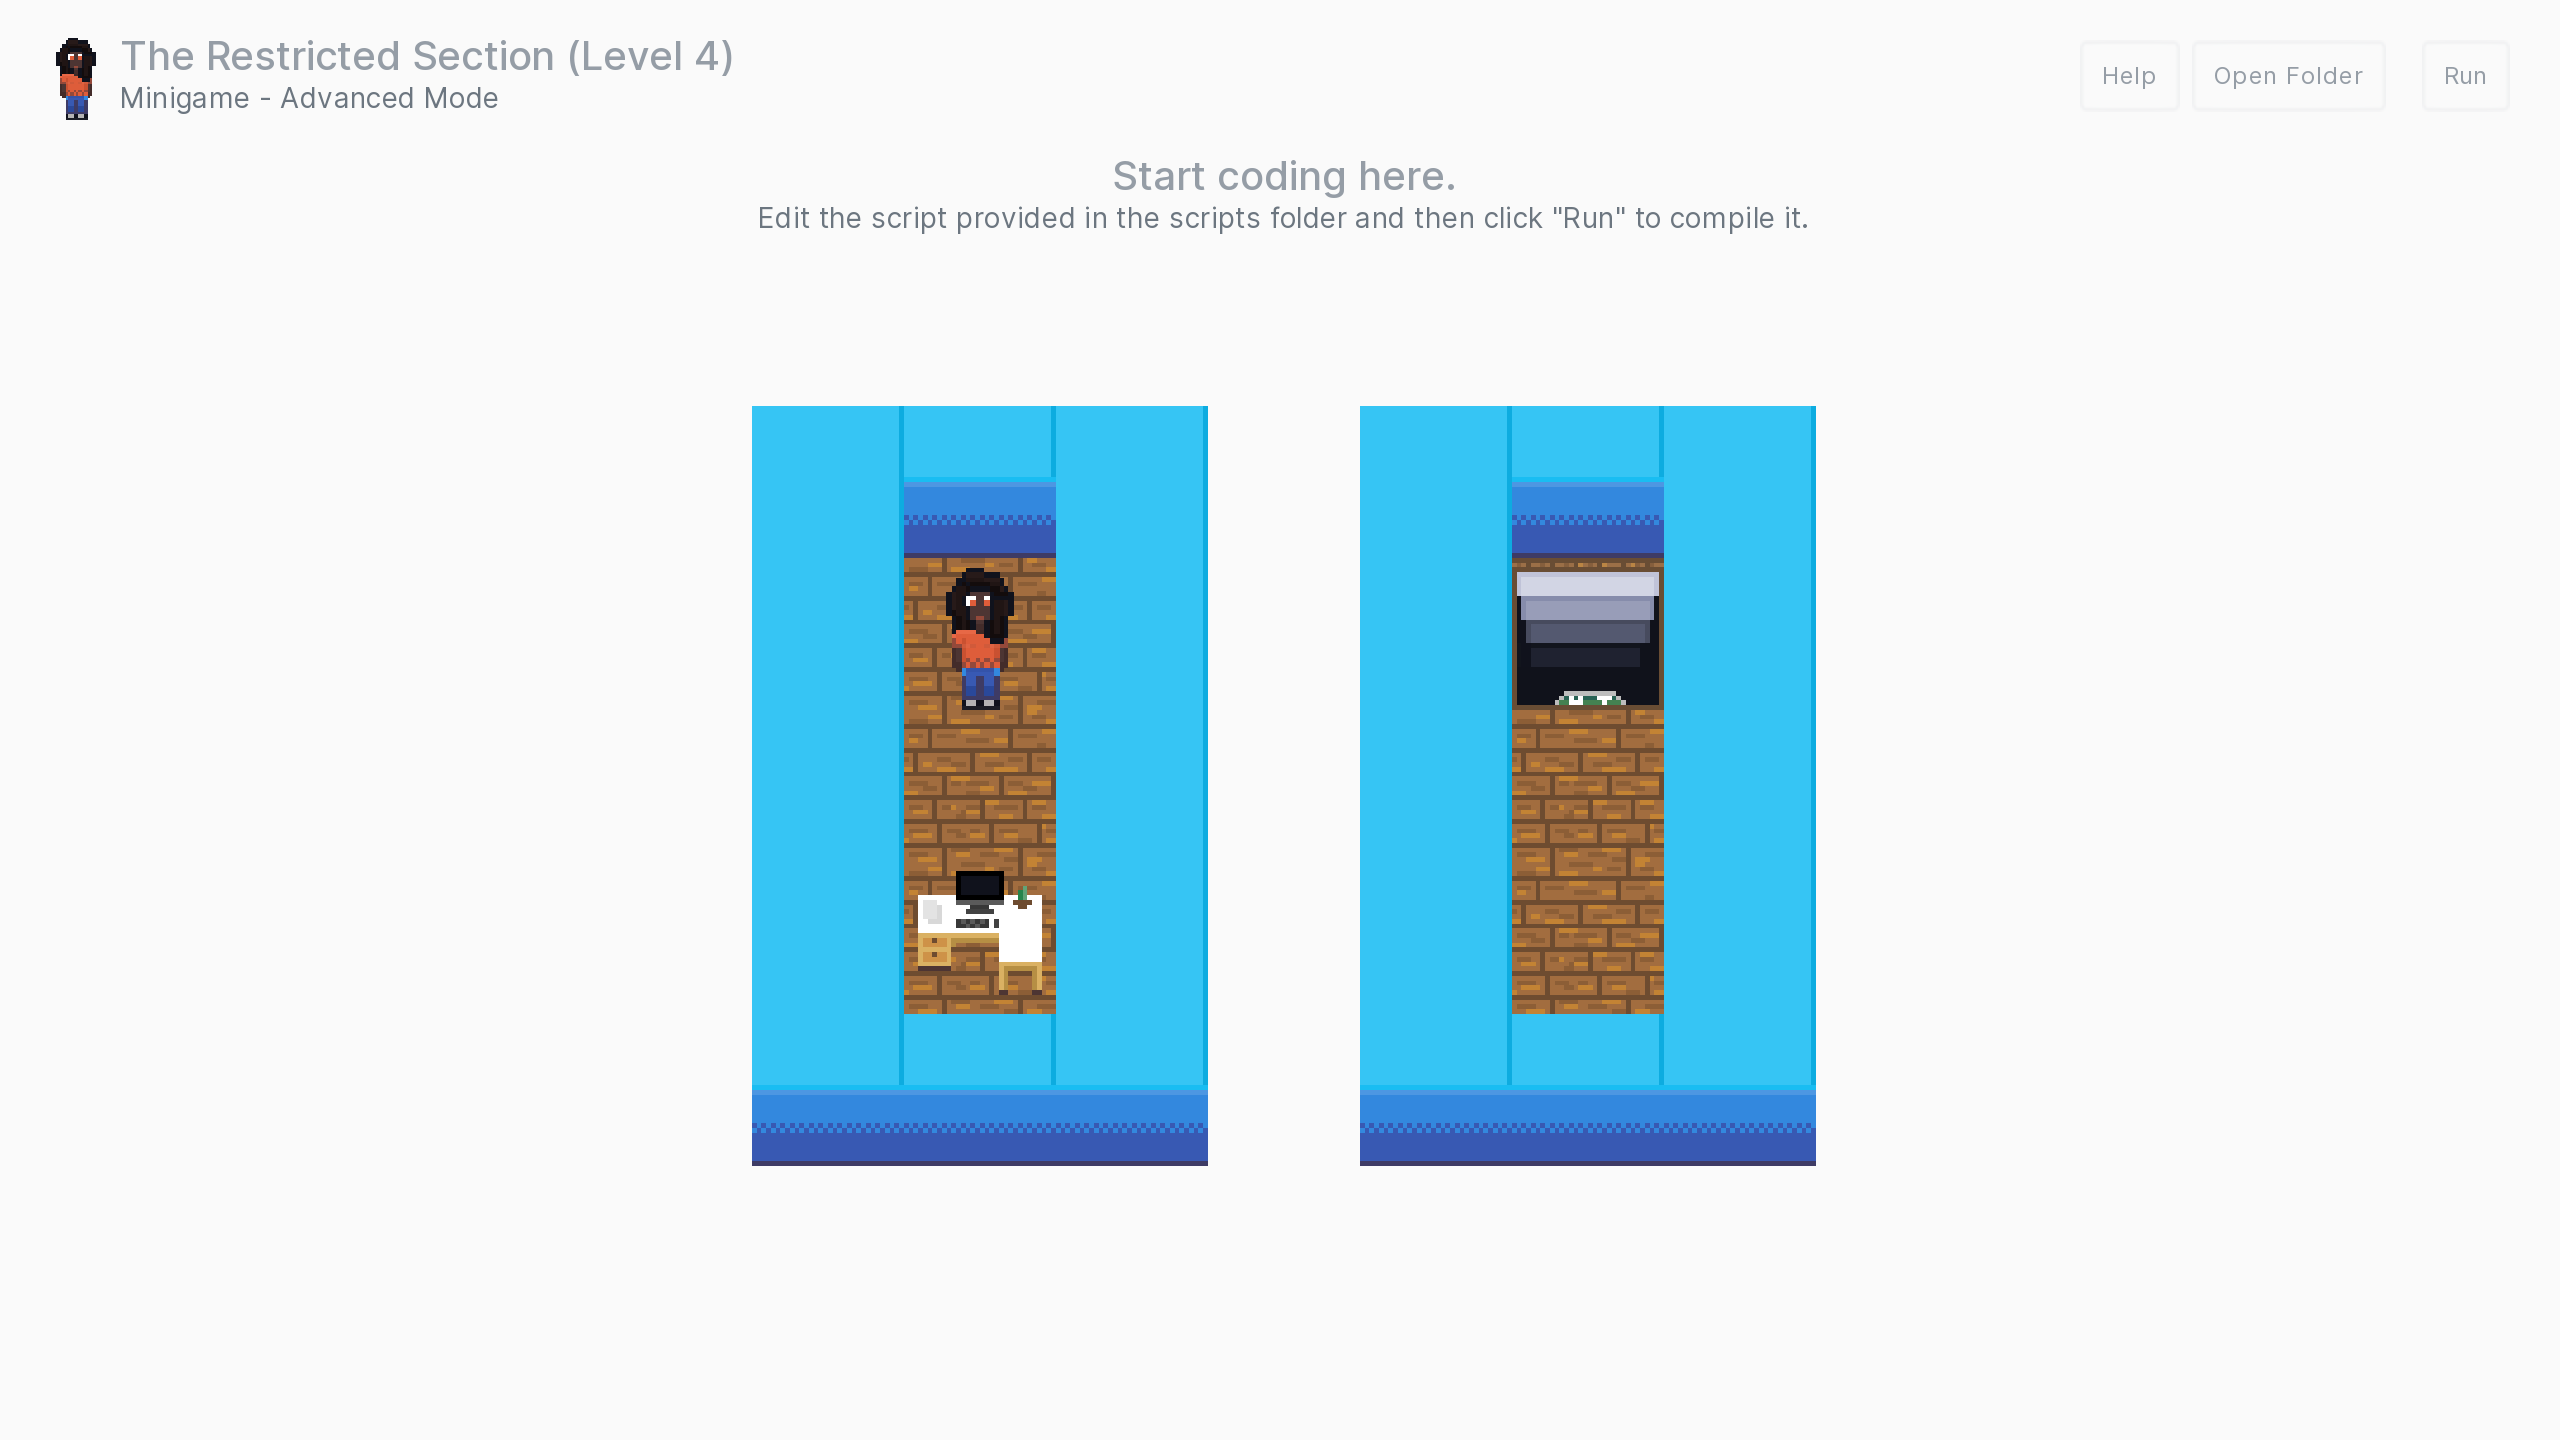 The Restricted Section (Level 4)
Minigame - Advanced Mode
Help
Open Folder
Run
Start coding here.
Edit the script provided in the scripts folder and then click "Run" to compile it.